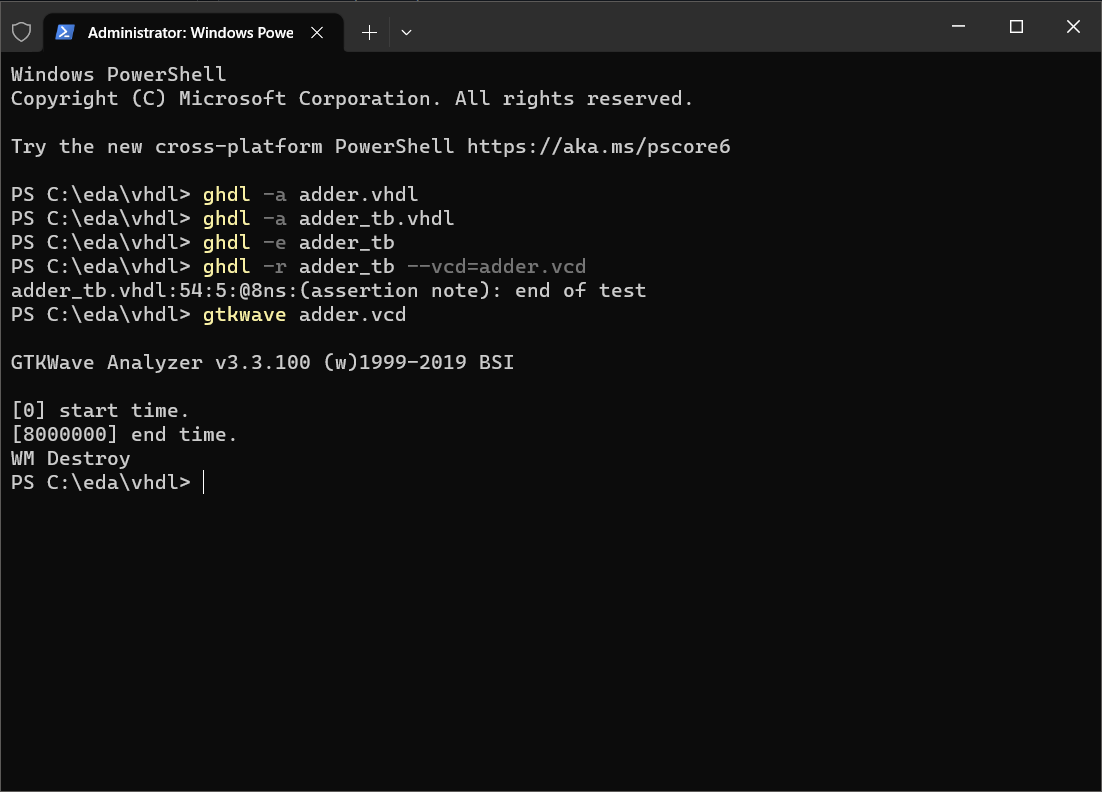 Administrator: Windows Powe
Windows PowerShell
Copyright (C) Microsoft Corporation. All rights reserved.
Try the new cross-platform PowerShell https://aka.ms/pscore6
PS C:\eda\vhdl> ghdl -a adder.vhdl
PS C:\eda\vhdl> ghdl -a adder_tb.vhdl
PS C:\eda\vhdl> ghdl -e adder_tb
PS C:\eda\vhdl> ghdl -r adder_tb --vcd=adder.vcd
adder_tb.vhdl:54:5:@8ns:(assertion note): end of test
PS C:\eda\vhdl> gtkwave adder.vcd
GTKWave Analyzer v3.3.100 (w)1999-2019 BSI
[0] start time.
[8000000] end time.
WM Destroy
PS C:\eda\vhdl>